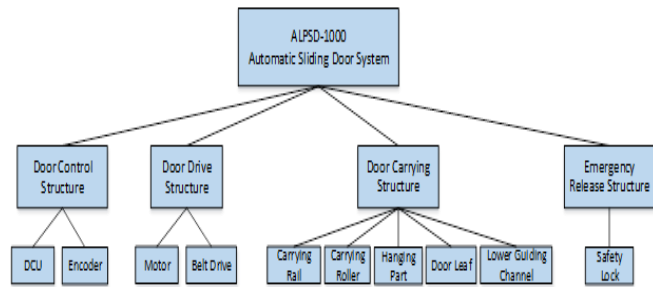 ALPSD-1000
Automatic Sliding Door System
Door Control
Structure
Door Drive
Structure
Door Carrying
Structure
Emergency
Release Structure
DCU
Encoder
Motor
Belt Drive
Carrying
Rail
Carrying
Roller
Hanging
Part
Door Leaf
Lower Guiding
Channel
Safety
Lock